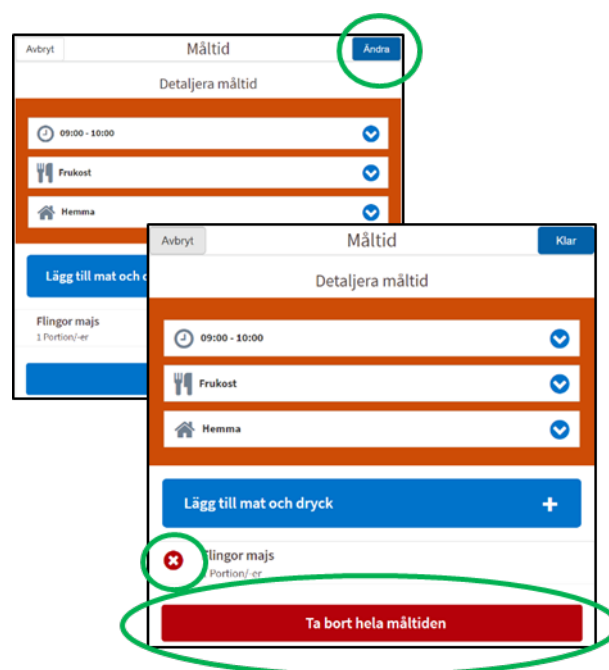 Avbryt Måltid Ändra
Detaljera måltid
09:00 - 10:00
Frukost
Hemma
Lägg till mat och
Flingor majs
1 Portion/-er
Avbryt Måltid Klar
Detaljera måltid
09:00 - 10:00
Frukost
Hemma
Lägg till mat och dryck +
Flingor majs
Portion/-er
Ta bort hela måltiden